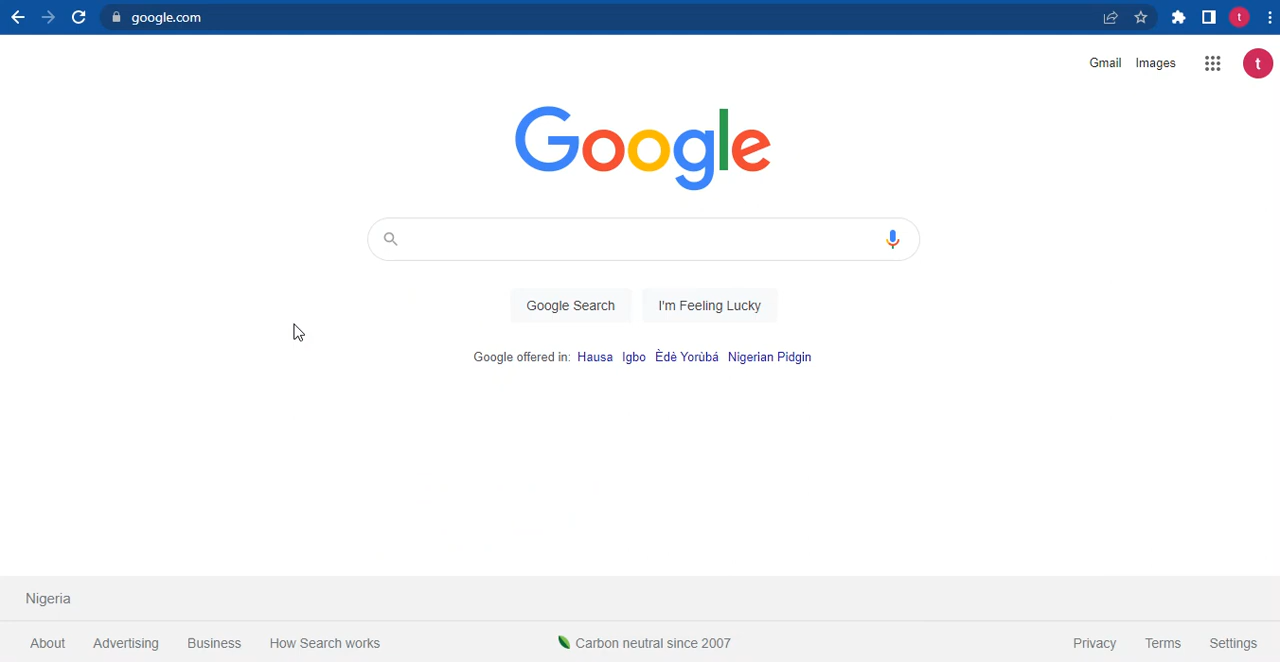 google.com
t
Gmail Images
t
Google
Google Search I'm Feeling Lucky
Google offered in: Hausa Igbo Èdè Yorùbá Nigerian Pidgin
Nigeria
About Advertising Business How Search works Carbon neutral since 2007 Privacy Terms Settings